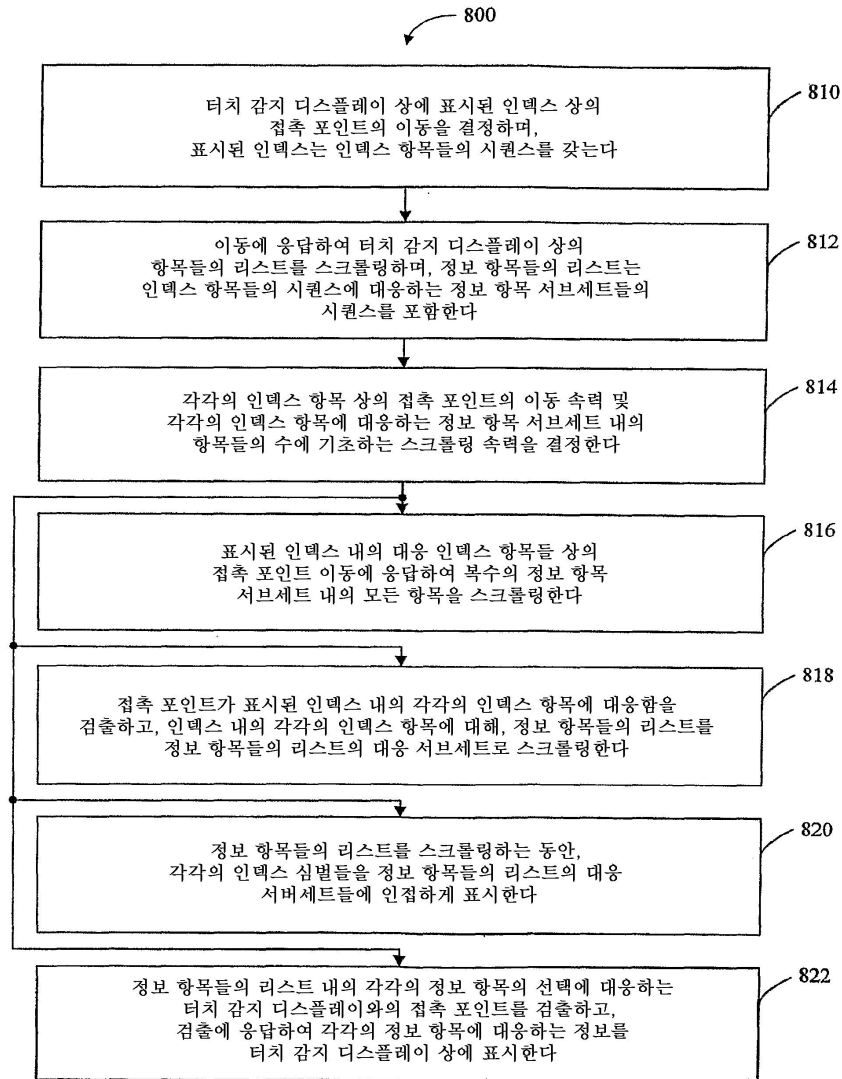 800
터치 감지 디스플레이 상에 표시된 인덱스 상의
접촉 포인트의 이동을 결정하며,
표시된 인덱스는 인덱스 항목들의 시퀀스를 갖는다
810
이동에 응답하여 터치 감지 디스플레이 상의
항목들의 리스트를 스크롤링하며, 정보 항목들의 리스트는
인덱스 항목들의 시퀀스에 대응하는 정보 항목 서브세트들의
시퀀스를 포함한다
812
각각의 인덱스 항목 상의 접촉 포인트의 이동 속력 및
각각의 인덱스 항목에 대응하는 정보 항목 서브세트 내의
항목들의 수에 기초하는 스크롤링 속력을 결정한다
814
표시된 인덱스 내의 대응 인덱스 항목들 상의
접촉 포인트 이동에 응답하여 복수의 정보 항목
서브세트 내의 모든 항목을 스크롤링한다
816
접촉 포인트가 표시된 인덱스 내의 각각의 인덱스 항목에 대응함을
검출하고, 인덱스 내의 각각의 인덱스 항목에 대해, 정보 항목들의 리스트를
정보 항목들의 리스트의 대응 서브세트로 스크롤링한다
818
정보 항목들의 리스트를 스크롤링하는 동안,
각각의 인덱스 심벌들을 정보 항목들의 리스트의 대응
서버세트들에 인접하게 표시한다
820
정보 항목들의 리스트 내의 각각의 정보 항목의 선택에 대응하는
터치 감지 디스플레이와의 접촉 포인트를 검출하고,
검출에 응답하여 각각의 정보 항목에 대응하는 정보를
터치 감지 디스플레이 상에 표시한다
822